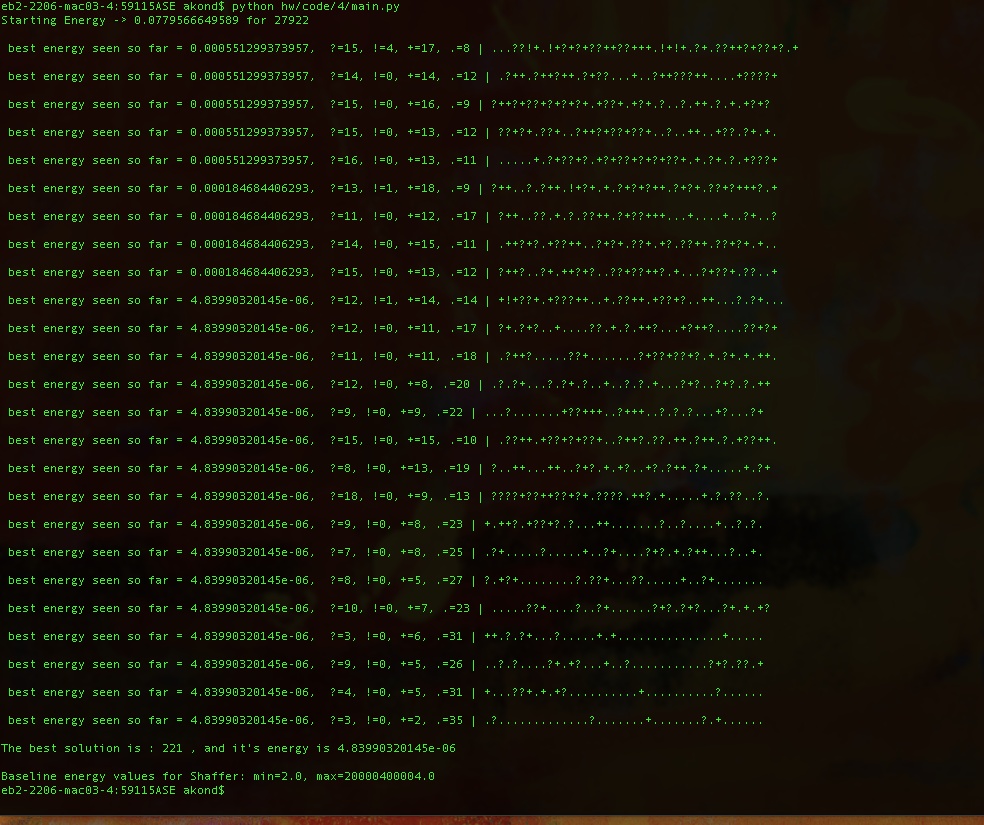 eb2-2206-mac03-4:59115ASE akond$ python hw/code/4/main.py
Starting Energy -> 0.0779566649589 for 27922
best energy seen so far = 0.000551299373957, ?=15, !=4, +=17, .=8 | ...??!+.!+?+?+??++??+++.!+!+.?+.??++?+??+?.+
best energy seen so far = 0.000551299373957, ?=14, !=0, +=14, .=12 | .?++.?++?++.?+??...+..?++???++....+????+
best energy seen so far = 0.000551299373957, ?=15, !=0, +=16, .=9 | ?++?+??+?+?+?+.+??+.+?+.?..?.++.?.+.+?+?
best energy seen so far = 0.000551299373957, ?=15, !=0, +=13, .=12 | ??+?+.??+..?++?+??+??+..?..++..+??.?+.+.
best energy seen so far = 0.000551299373957, ?=16, !=0, +=13, .=11 | .....+.?+??+?.+??+??+?+?+??+.+.?+.?.+???+
best energy seen so far = 0.000184684406293, ?=13, !=1, +=18, .=9 | ?++..?.?++.!+?+.+.?+?+?++.+?+?+.??+?+++?.+
best energy seen so far = 0.000184684406293, ?=11, !=0, +=12, .=17 | ?++..??.+.?.??++.?+??+++...+....+..?+..?
best energy seen so far = 0.000184684406293, ?=14, !=0, +=15, .=11 | .++?+?.+??++..?+?+.??+.+?.??++.??++?+.+..
best energy seen so far = 0.000184684406293, ?=15, !=0, +=13, .=12 | ?++?..?+.++?+?..??+??++?.+...?+??+.??..+
best energy seen so far = 4.83990320145e-06, ?=12, !=1, +=14, .=14 | +!+??+.+???++..+.??++.+??+?..++...?.?+...
best energy seen so far = 4.83990320145e-06, ?=12, !=0, +=11, .=17 | ?+.?+?..+....??.+.?.++?...+?++?....??+?+
best energy seen so far = 4.83990320145e-06, ?=11, !=0, +=11, .=18 | .?++?.....??+.......?+??+??+?.+.?+.+.++.
best energy seen so far = 4.83990320145e-06, ?=12, !=0, +=8, .=20 | .?.?+...?.?+.?..+..?.?.+...?+?..?+?.?.++
best energy seen so far = 4.83990320145e-06, ?=9, !=0, +=9, .=22 | ...?.......+??+++..?+++..?.?.?...+?...?+
best energy seen so far = 4.83990320145e-06, ?=15, !=0, +=15, .=10 | .??++.+??+?+??+..?++?.??.++.?++?.?+??++.
best energy seen so far = 4.83990320145e-06, ?=8, !=0, +=13, .=19 | ?..++...++..?+?+.+?..+?.?++.?+.....+.?+
best energy seen so far = 4.83990320145e-06, ?=18, !=0, +=9, .=13 | ????+??++??+?+.????.++?.+.....+.?.??..?.
best energy seen so far = 4.83990320145e-06, ?=9, !=0, +=8, .=23 | +.++?.+??+?.?...++.......?..?....+..?.?.
best energy seen so far = 4.83990320145e-06, ?=7, !=0, +=8, .=25 | .?+.....?.....+..?+....?+?.+.?++...?..+.
best energy seen so far = 4.83990320145e-06, ?=8, !=0, +=5, .=27 | ?.+?+........?.??+...??.....+..?+.......
best energy seen so far = 4.83990320145e-06, ?=10, !=0, +=7, .=23 | .....??+....?..?+......?+?.?+?...?+.+.+?
best energy seen so far = 4.83990320145e-06, ?=3, !=0, +=6, .=31 | ++.?.?+...?.....+.+...............+.....
best energy seen so far = 4.83990320145e-06, ?=9, !=0, +=5, .=26 | ..?.?....?+.+?...+..?...........?+?.??.+
best energy seen so far = 4.83990320145e-06, ?=4, !=0, +=5, .=31 | +...??+.+.+?..........+..........?......
best energy seen so far = 4.83990320145e-06, ?=3, !=0, +=2, .=35 | .?.............?.......+.......?.+......
The best solution is : 221 , and it's energy is 4.83990320145e-06
Baseline energy values for Shaffer: min=2.0, max=20000400004.0
eb2-2206-mac03-4:59115ASE akond$